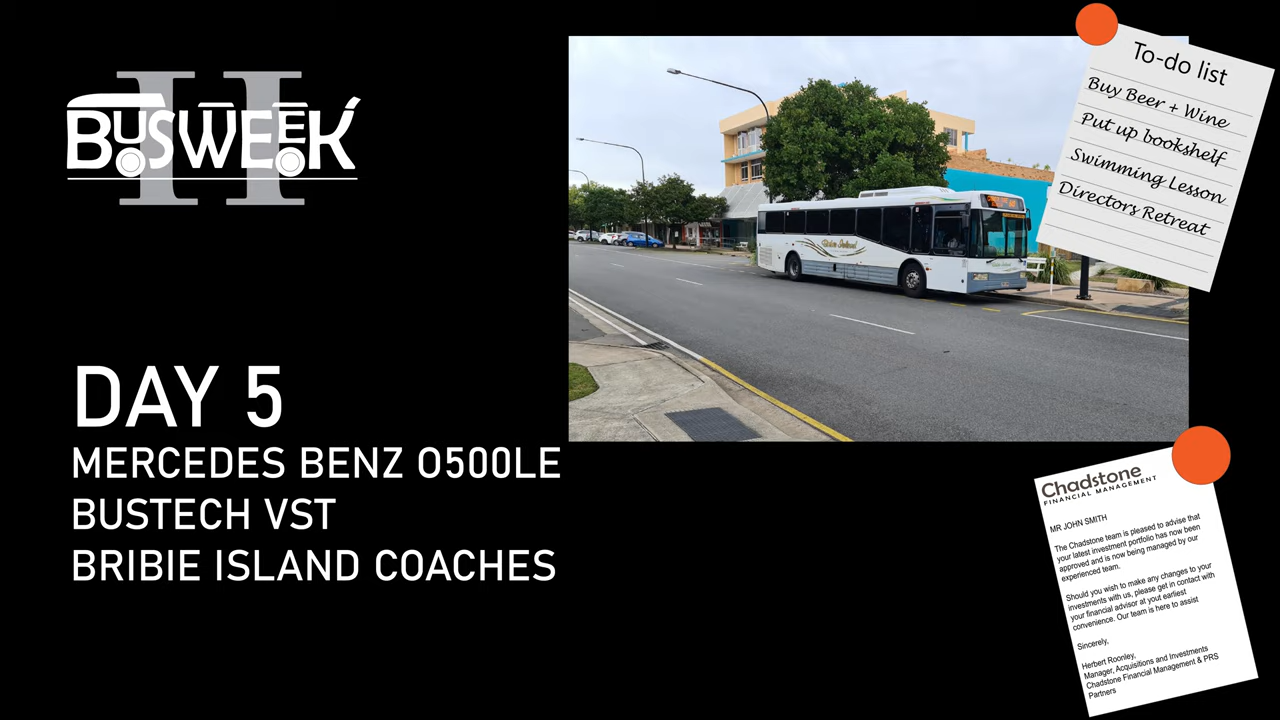 II
BUSWEEK
DAY 5
MERCEDES BENZ O500LE
BUSTECH VST
BRIBIE ISLAND COACHES
To-do list
Buy Beer + Wine
Put up bookshelf
Swimming Lesson
Directors Retreat
Chadstone
FINANCIAL MANAGEMENT
MR JOHN SMITH
The Chadstone team is pleased to advise that
your latest investment portfolio has now been
approved and is now being managed by our
experienced team.
Should you wish to make any changes to your
investments with us, please get in contact with
your financial advisor at yout earliest
convenience. Our team is here to assist
Sincerely,
Herbert Roonley,
Manager, Acquisitions and Investments
Chadstone Financial Management & PRS
Partners